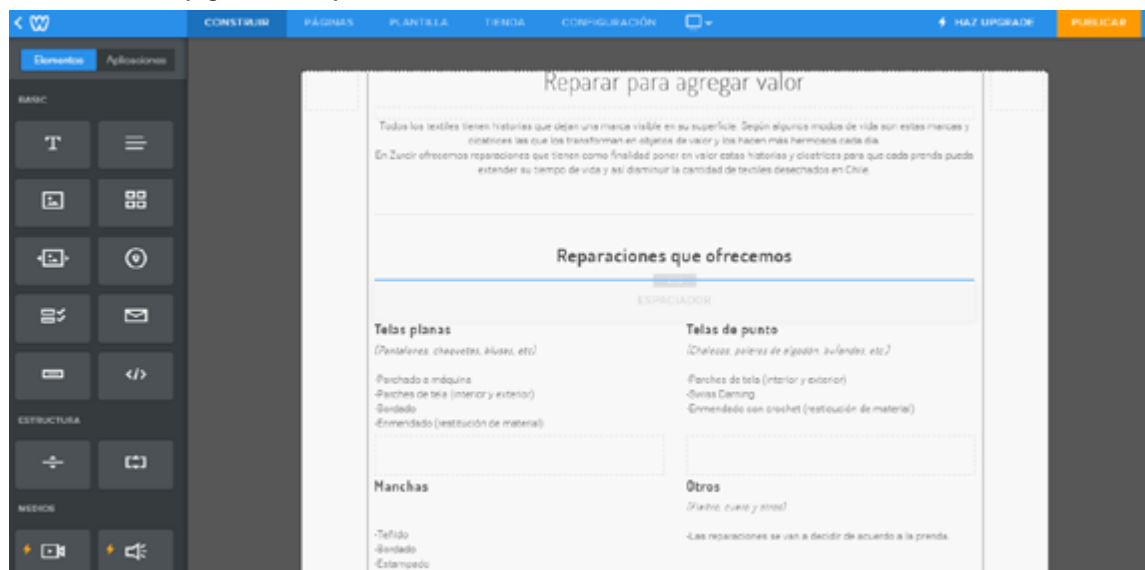 CONSTRUIR PÁGINAS PLANTILLA TIENDA CONFIGURACIÓN HAZ UPGRADE PUBLICAR
Elementos Aplicaciones
BASIC
ESTRUCTURA
MEDIOS
Reparar para agregar valor
Todos los textiles tienen historias que dejan una marca visible en su superficie. Según algunos modos de vida son estas marcas y
cicatrices las que los transforman en objetos de valor y los hacen más hermosos cada día.
En Zurcir ofrecemos reparaciones que tienen como finalidad poner en valor estas historias y cicatrices para que cada prenda pueda
extender su tiempo de vida y así disminuir la cantidad de textiles desechados en Chile.
Reparaciones que ofrecemos
ESPACIADOR
Telas planas
(Pantalones, chaquetas, blusas, etc)
-Parchado a máquina
-Parches de tela (interior y exterior)
-Bordado
-Enmendado (restitución de material)
Telas de punto
(Chalecos, poleras de algodón, bufandas, etc.)
-Parches de tela (interior y exterior)
-Swiss Darning
-Enmendado con crochet (restitución de material)
Manchas
-Teñido
-Bordado
-Estampado
Otros
(Fieltro, cuero y otros)
-Las reparaciones se van a decidir de acuerdo a la prenda.